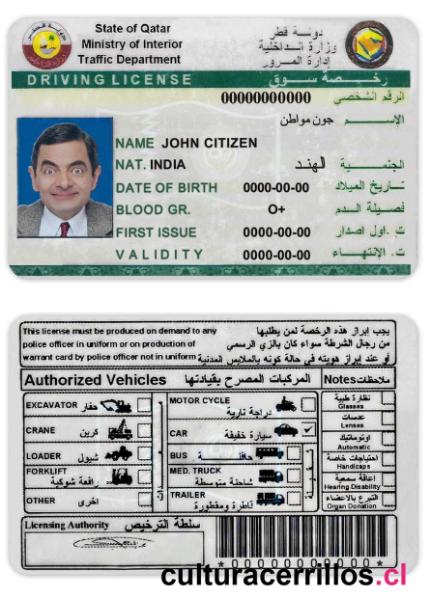 State of Qatar
Ministry of Interior
Traffic Department
دولة قطر
وزارة الداخلية
إدارة المرور
DRIVING LICENSE رخصة سوق
00000000000 الرقم الشخصي
الإسم جون مواطن
NAME JOHN CITIZEN
NAT. INDIA الهند الجنسية
DATE OF BIRTH 0000-00-00 تاريخ الميلاد
BLOOD GR. O+ فصيلة الدم
FIRST ISSUE 0000-00-00 ت. اول اصدار
VALIDITY 0000-00-00 ت. الإنتهاء
This license must be produced on demand to any
police officer in uniform or on production of
warrant card by police officer not in uniform
يجب إبراز هذه الرخصة لمن يطلبها
من رجال الشرطة سواء كان بالزي الرسمي
أو عند إبراز هويته في حالة كونه بالملابس المدنية
Authorized Vehicles المركبات المصرح بقيادتها
EXCAVATOR حفار
CRANE كرين
LOADER شيول
FORKLIFT رافعة شوكية
OTHER اخرى
MOTOR CYCLE
دراجة نارية
CAR سيارة خفيفة
BUS حافلة
MED. TRUCK
شاحنة متوسطة
TRAILER
قاطرة ومقطورة
Notes ملاحظات
نظارة طبية
Glasses
عدسات
Lenses
اوتوماتيك
Automatic
احتياجات خاصة
Handicaps
إعاقة سمعية
Hearing Disability
التبرع بالاعضاء
Organ Donation
Licensing Authority سلطة الترخيص
*00000000000*
culturacerrillos.cl